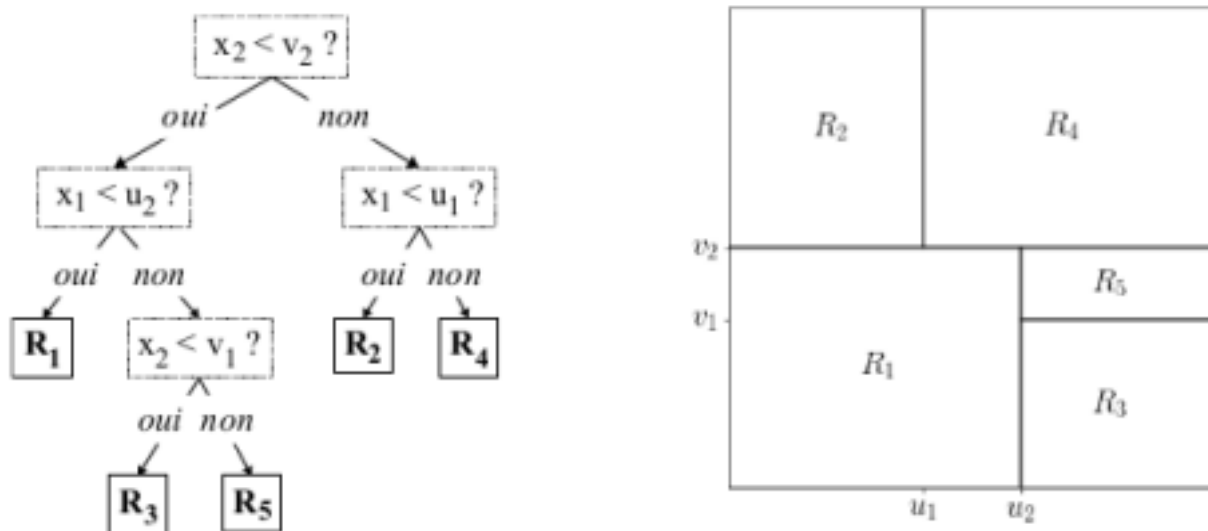 x₂ < v₂ ?
oui non
x₁ < u₂ ? x₁ < u₁ ?
oui non oui non
R₁ x₂ < v₁ ? R₂ R₄
oui non
R₃ R₅
R₂ R₄
v₂
R₅
v₁
R₁
R₃
u₁ u₂